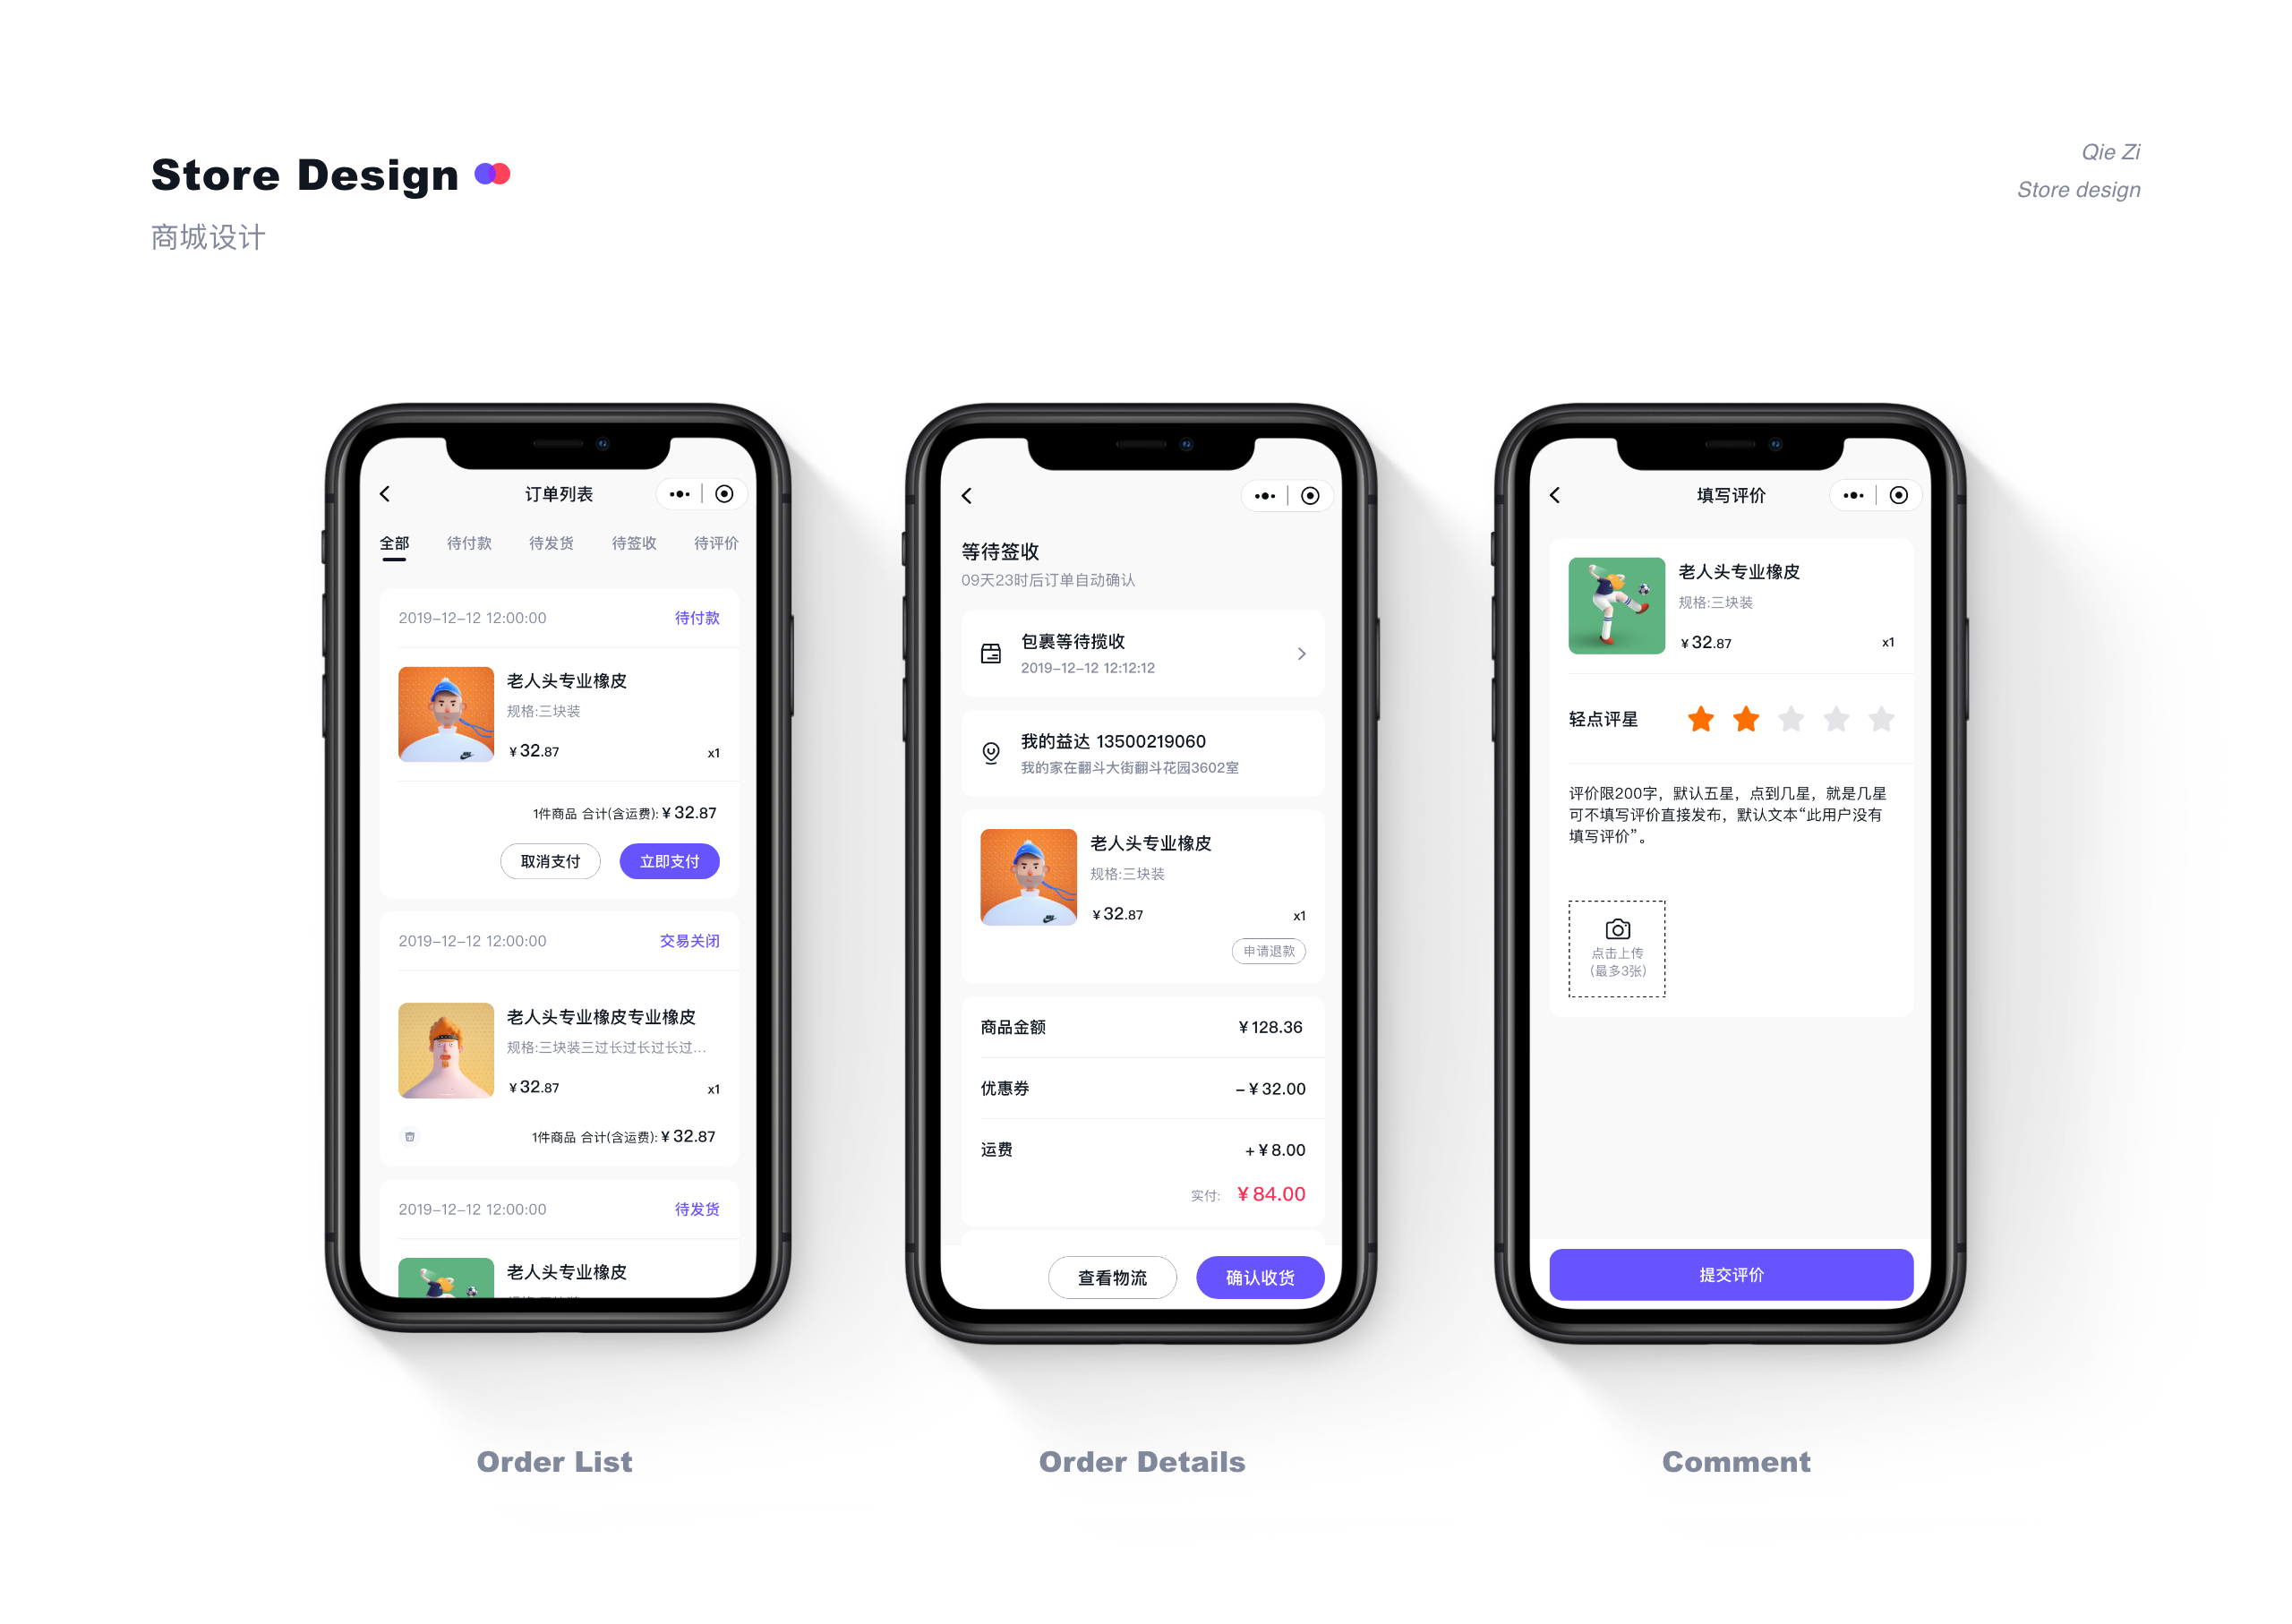 Store Design
商城设计
Qie Zi
Store design
订单列表
全部 待付款 待发货 待签收 待评价
2019-12-12 12:00:00 待付款
老人头专业橡皮
规格:三块装
¥32.87 x1
1件商品 合计(含运费):¥32.87
取消支付 立即支付
2019-12-12 12:00:00 交易关闭
老人头专业橡皮专业橡皮
规格:三块装三过长过长过长过...
¥32.87 x1
1件商品 合计(含运费):¥32.87
2019-12-12 12:00:00 待发货
老人头专业橡皮
Order List
等待签收
09天23时后订单自动确认
包裹等待揽收
2019-12-12 12:12:12
我的益达 13500219060
我的家在翻斗大街翻斗花园3602室
老人头专业橡皮
规格:三块装
¥32.87 x1
申请退款
商品金额 ¥128.36
优惠券 -¥32.00
运费 +¥8.00
实付: ¥84.00
查看物流 确认收货
Order Details
填写评价
老人头专业橡皮
规格:三块装
¥32.87 x1
轻点评星
评价限200字，默认五星，点到几星，就是几星
可不填写评价直接发布，默认文本“此用户没有
填写评价”。
点击上传
(最多3张)
提交评价
Comment